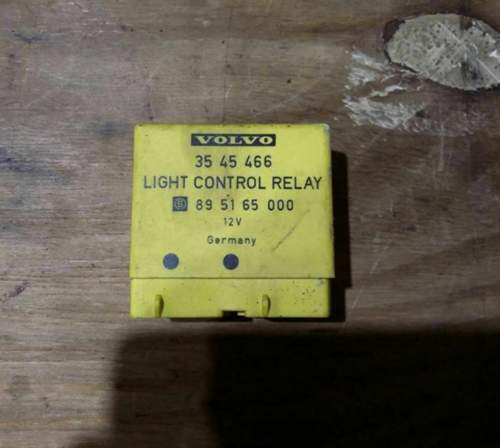 VOLVO
35 45 466
LIGHT CONTROL RELAY
89 51 65 000
12V
Germany